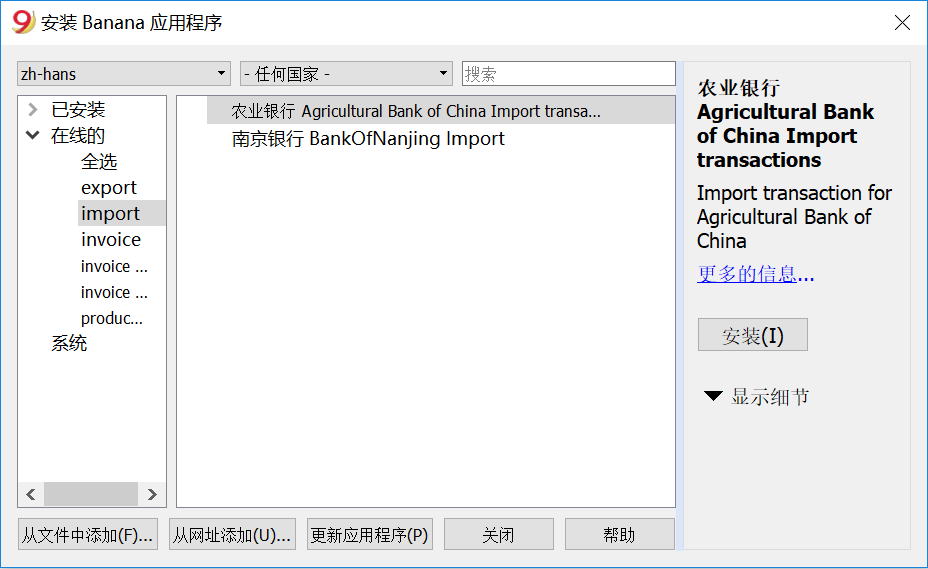 安装 Banana 应用程序
zh-hans
- 任何国家 -
搜索
已安装
在线的
全选
export
import
invoice
invoice ...
invoice ...
produc...
系统
农业银行 Agricultural Bank of China Import transa...
南京银行 BankOfNanjing Import
农业银行
Agricultural Bank
of China Import
transactions
Import transaction for
Agricultural Bank of
China
更多的信息...
安装(I)
显示细节
从文件中添加(F)...
从网址添加(U)...
更新应用程序(P)
关闭
帮助